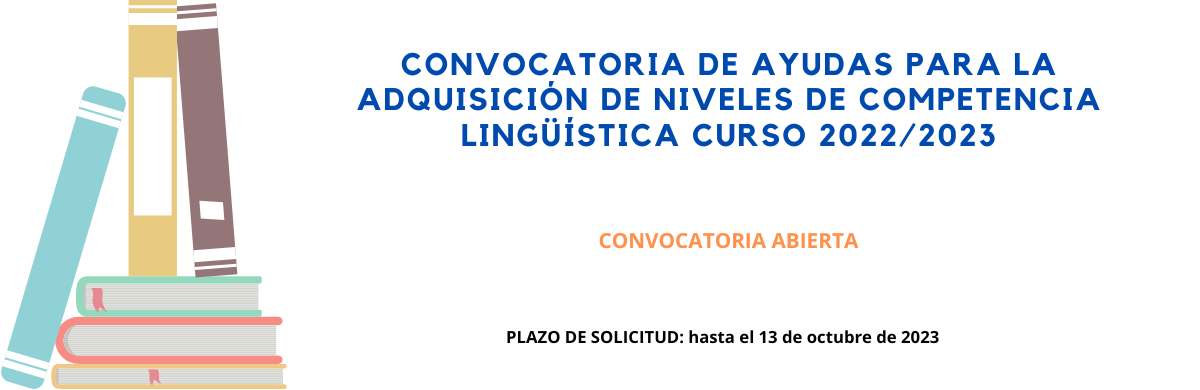 CONVOCATORIA DE AYUDAS PARA LA
ADQUISICIÓN DE NIVELES DE COMPETENCIA
LINGÜÍSTICA CURSO 2022/2023
CONVOCATORIA ABIERTA
PLAZO DE SOLICITUD: hasta el 13 de octubre de 2023